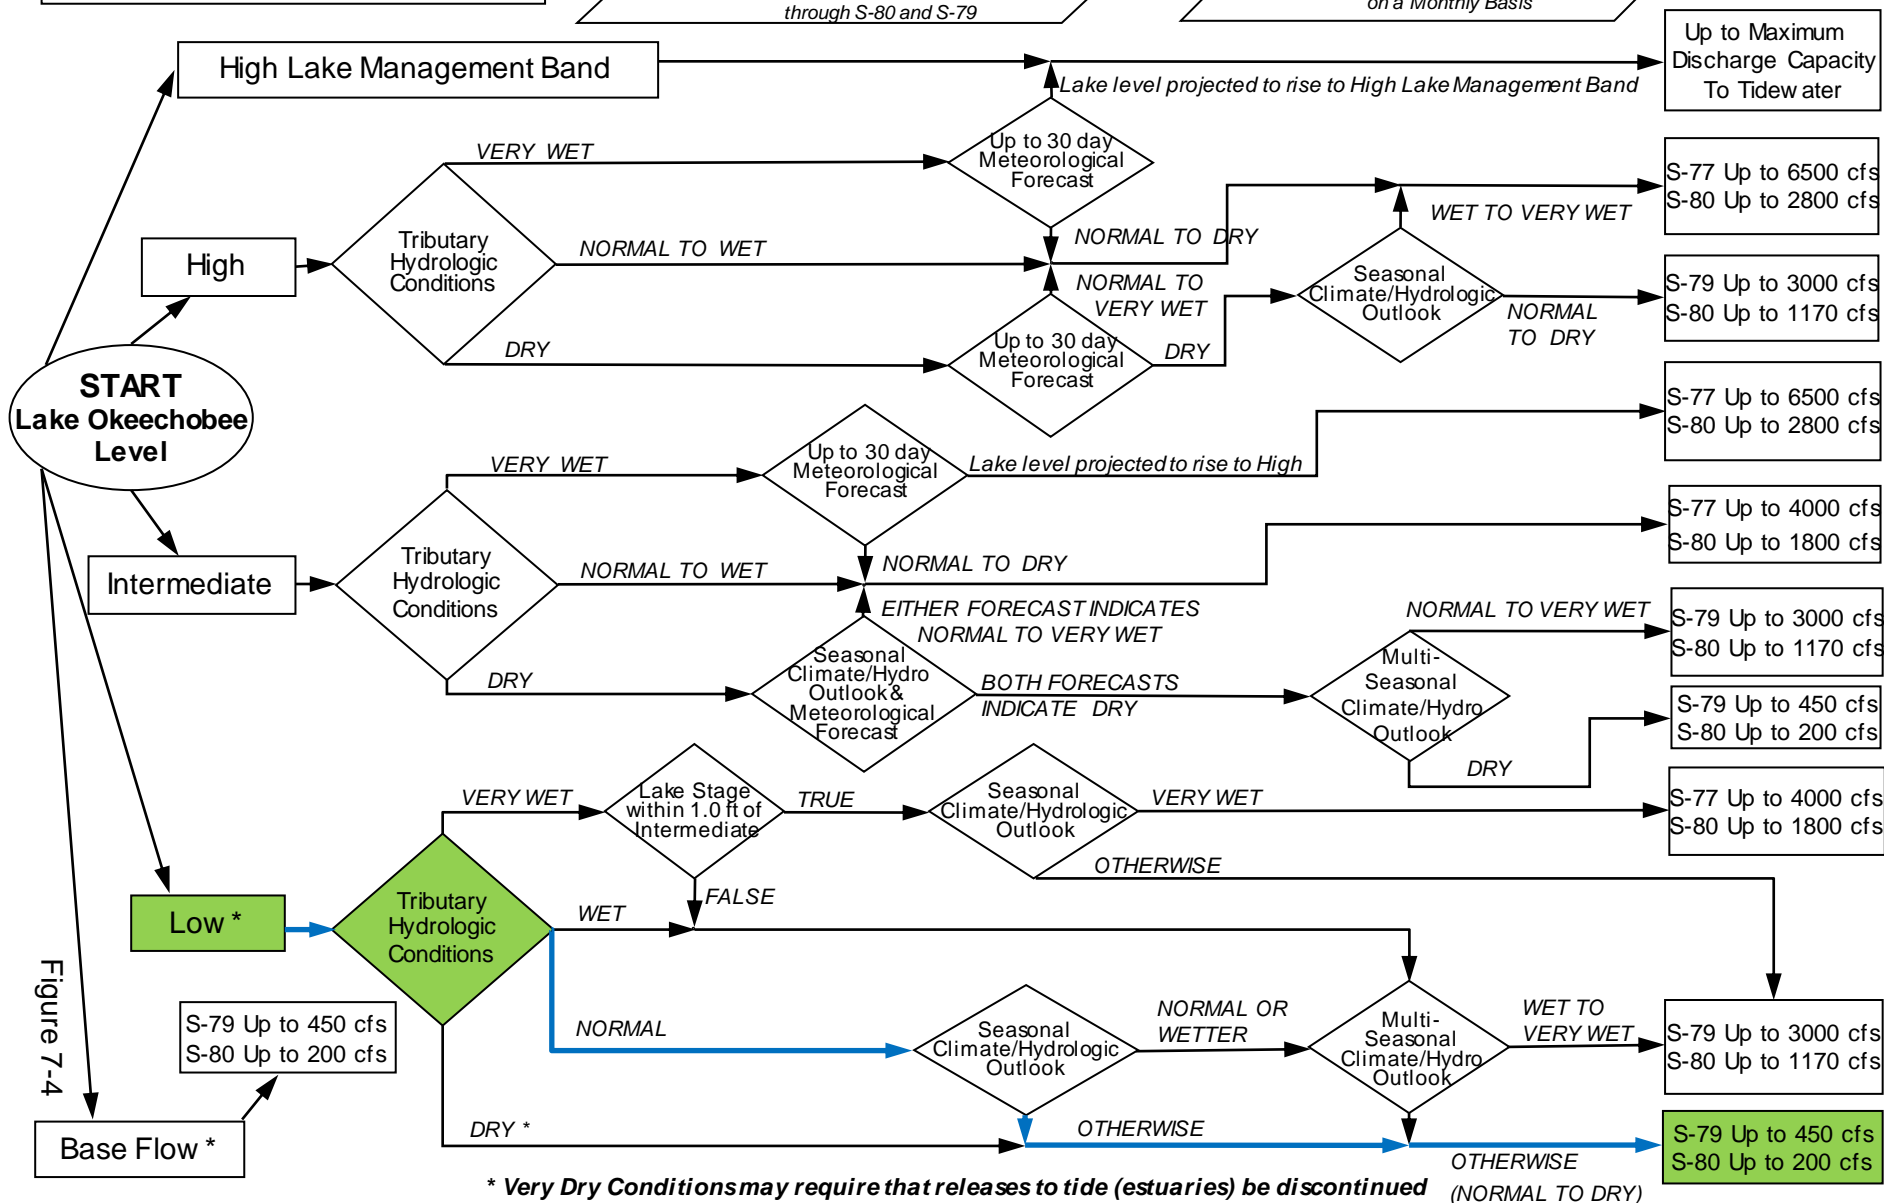 through S-80 and S-79
on a Monthly Basis
Up to Maximum
Discharge Capacity
To Tidewater
High Lake Management Band
Lake level projected to rise to High Lake Management Band
VERY WET
Up to 30 day
Meteorological
Forecast
S-77 Up to 6500 cfs
S-80 Up to 2800 cfs
WET TO VERY WET
High
Tributary
Hydrologic
Conditions
NORMAL TO WET
NORMAL TO DRY
NORMAL TO
VERY WET
Seasonal
Climate/Hydrologic
Outlook
NORMAL
TO DRY
S-79 Up to 3000 cfs
S-80 Up to 1170 cfs
DRY
Up to 30 day
Meteorological
Forecast
DRY
START
Lake Okeechobee
Level
S-77 Up to 6500 cfs
S-80 Up to 2800 cfs
VERY WET
Up to 30 day
Meteorological
Forecast
Lake level projected to rise to High
S-77 Up to 4000 cfs
S-80 Up to 1800 cfs
Intermediate
Tributary
Hydrologic
Conditions
NORMAL TO WET
NORMAL TO DRY
EITHER FORECAST INDICATES
NORMAL TO VERY WET
NORMAL TO VERY WET
S-79 Up to 3000 cfs
S-80 Up to 1170 cfs
DRY
Seasonal
Climate/Hydro
Outlook &
Meteorological
Forecast
BOTH FORECASTS
INDICATE DRY
Multi-
Seasonal
Climate/Hydro
Outlook
DRY
S-79 Up to 450 cfs
S-80 Up to 200 cfs
VERY WET
Lake Stage
within 1.0 ft of
Intermediate
TRUE
FALSE
Seasonal
Climate/Hydrologic
Outlook
VERY WET
OTHERWISE
S-77 Up to 4000 cfs
S-80 Up to 1800 cfs
Low *
Tributary
Hydrologic
Conditions
WET
NORMAL
Seasonal
Climate/Hydrologic
Outlook
NORMAL OR
WETTER
Multi-
Seasonal
Climate/Hydro
Outlook
WET TO
VERY WET
S-79 Up to 3000 cfs
S-80 Up to 1170 cfs
Figure 7-4
S-79 Up to 450 cfs
S-80 Up to 200 cfs
Base Flow *
DRY *
OTHERWISE
OTHERWISE
(NORMAL TO DRY)
S-79 Up to 450 cfs
S-80 Up to 200 cfs
* Very Dry Conditions may require that releases to tide (estuaries) be discontinued